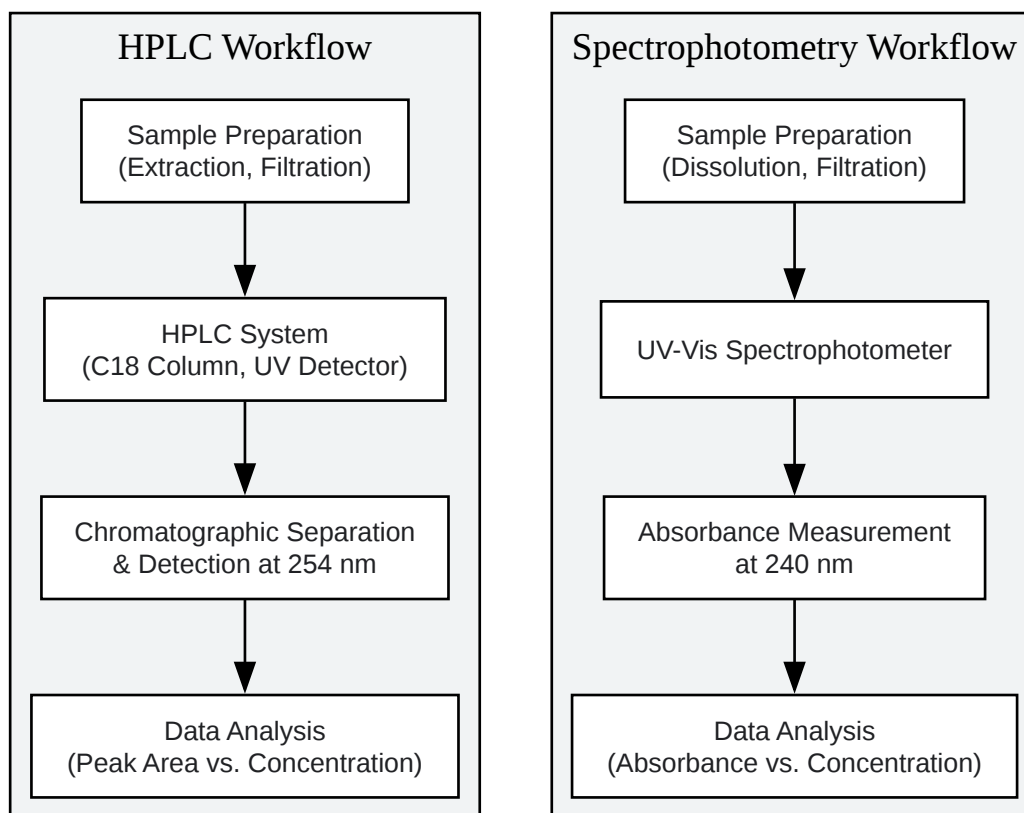 HPLC Workflow
Sample Preparation
(Extraction, Filtration)
HPLC System
(C18 Column, UV Detector)
Chromatographic Separation
& Detection at 254 nm
Data Analysis
(Peak Area vs. Concentration)
Spectrophotometry Workflow
Sample Preparation
(Dissolution, Filtration)
UV-Vis Spectrophotometer
Absorbance Measurement
at 240 nm
Data Analysis
(Absorbance vs. Concentration)